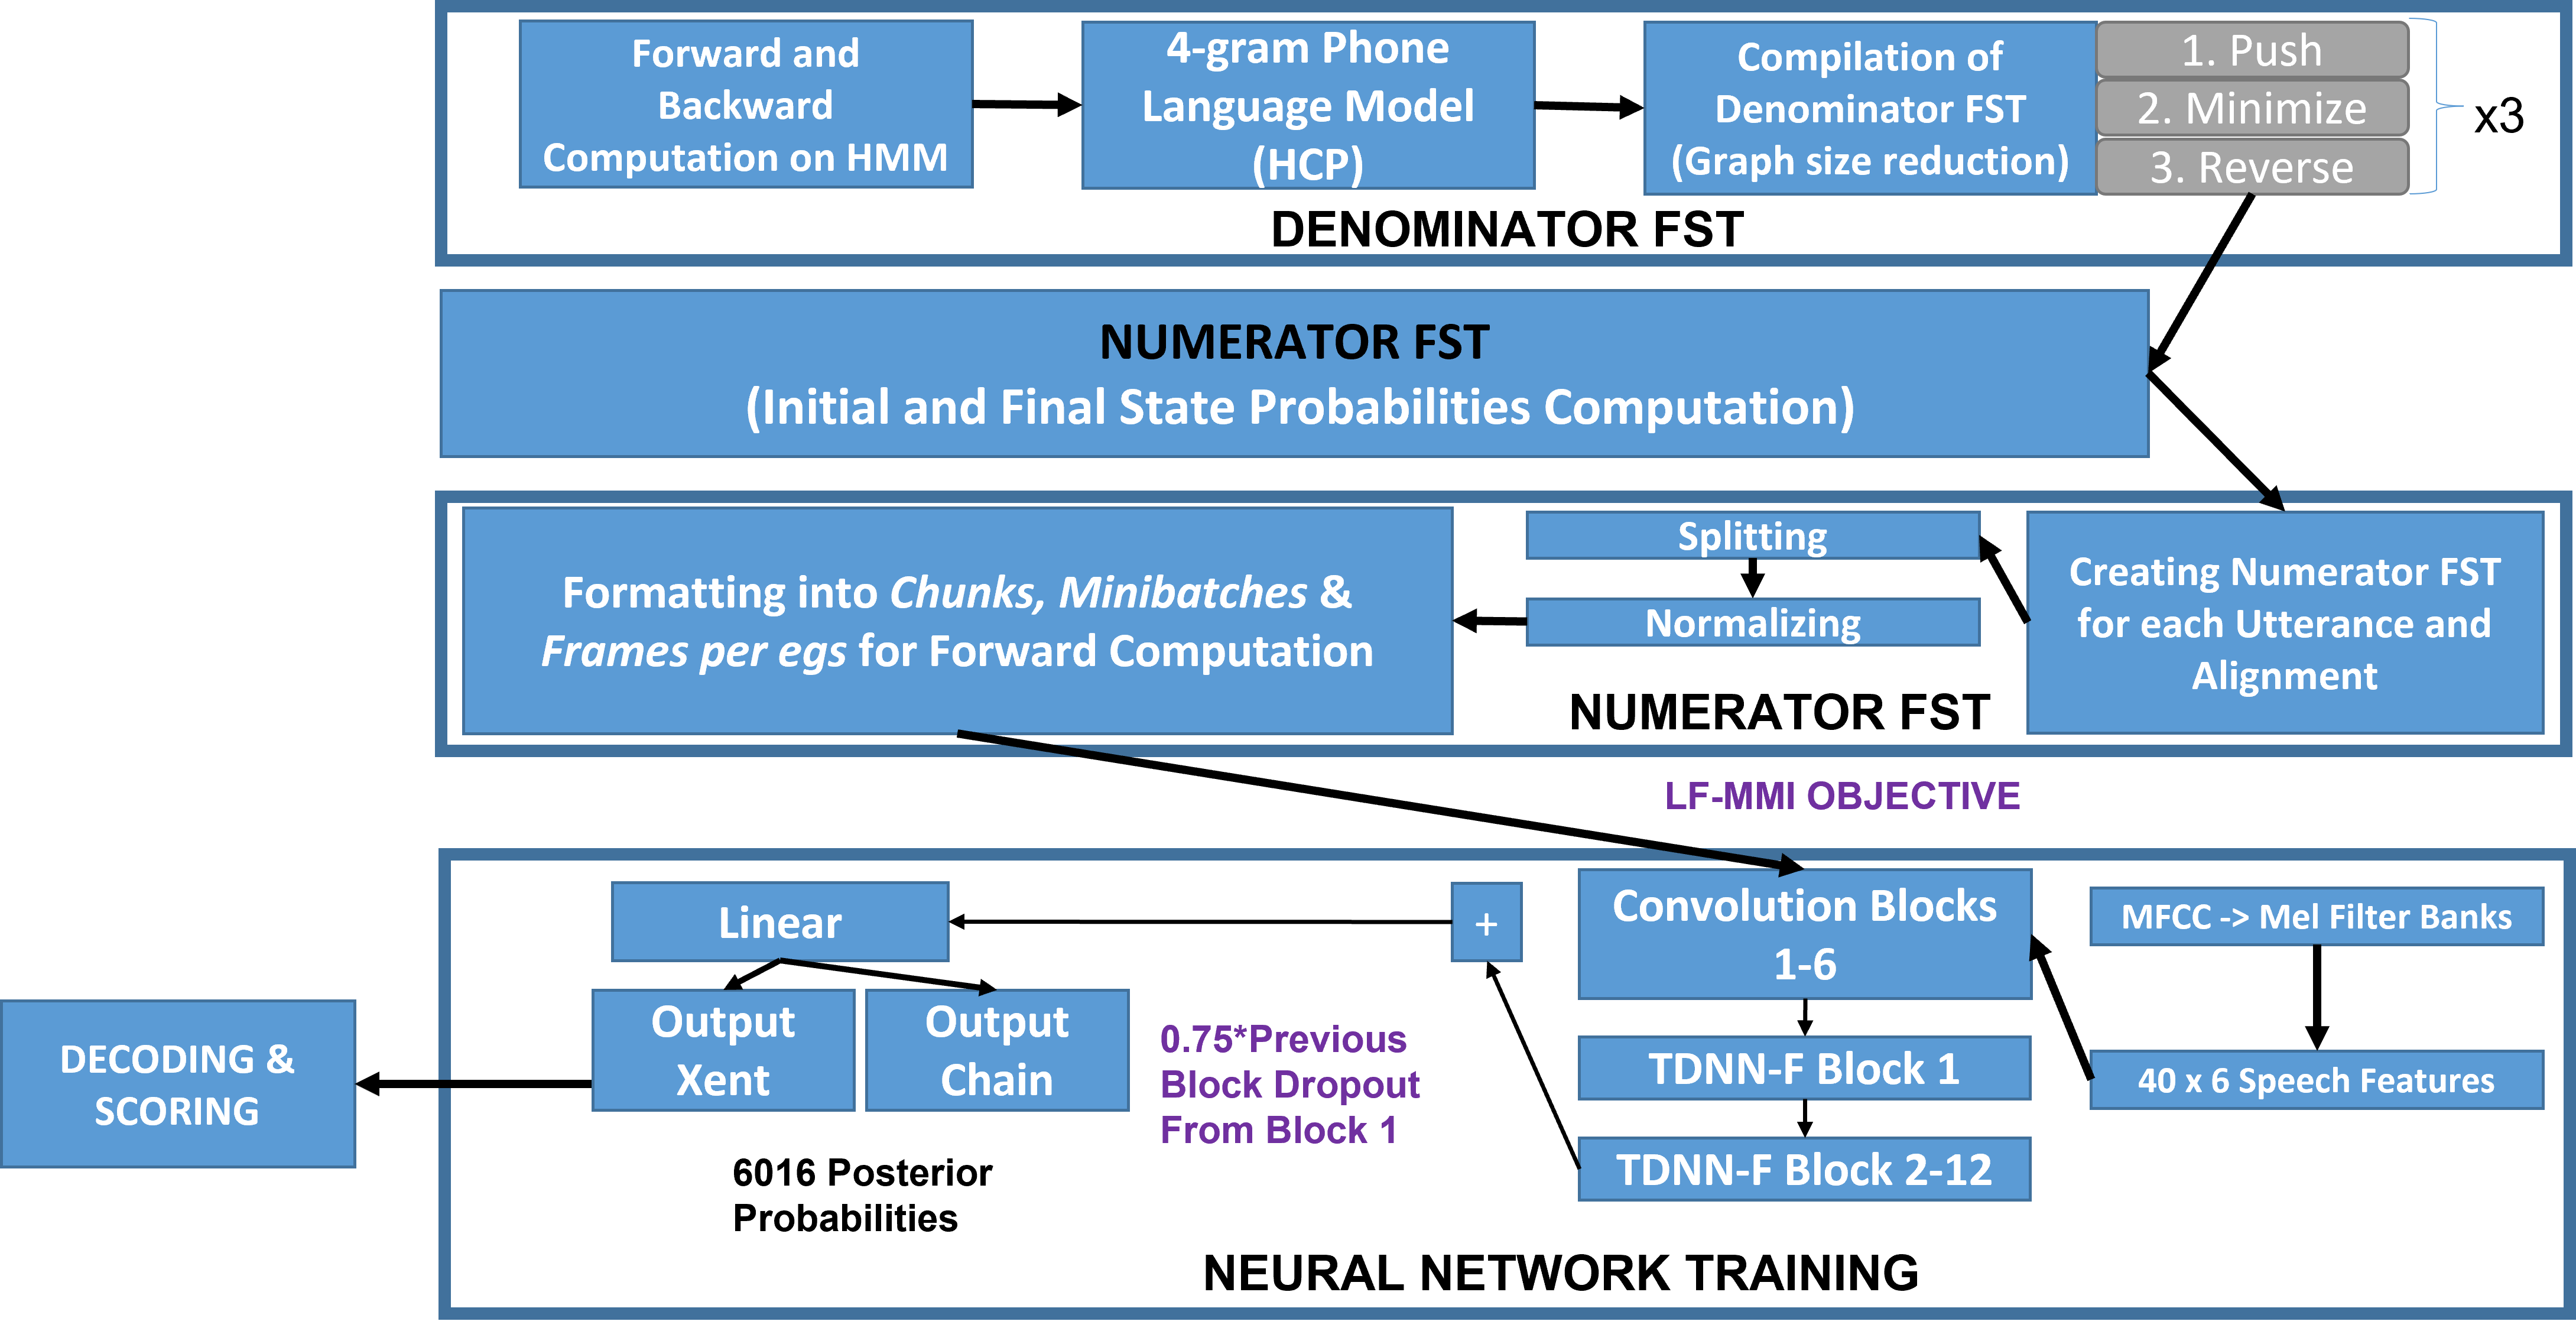 Forward and
Backward
Computation on HMM
4-gram Phone
Language Model
(HCP)
Compilation of
Denominator FST
(Graph size reduction)
1. Push
2. Minimize
3. Reverse
x3
DENOMINATOR FST
NUMERATOR FST
(Initial and Final State Probabilities Computation)
Formatting into Chunks, Minibatches &
Frames per egs for Forward Computation
Splitting
Normalizing
Creating Numerator FST
for each Utterance and
Alignment
NUMERATOR FST
LF-MMI OBJECTIVE
Linear
+
Convolution Blocks
1-6
MFCC -> Mel Filter Banks
Output
Xent
Output
Chain
0.75*Previous
Block Dropout
From Block 1
TDNN-F Block 1
40 x 6 Speech Features
DECODING &
SCORING
TDNN-F Block 2-12
6016 Posterior
Probabilities
NEURAL NETWORK TRAINING